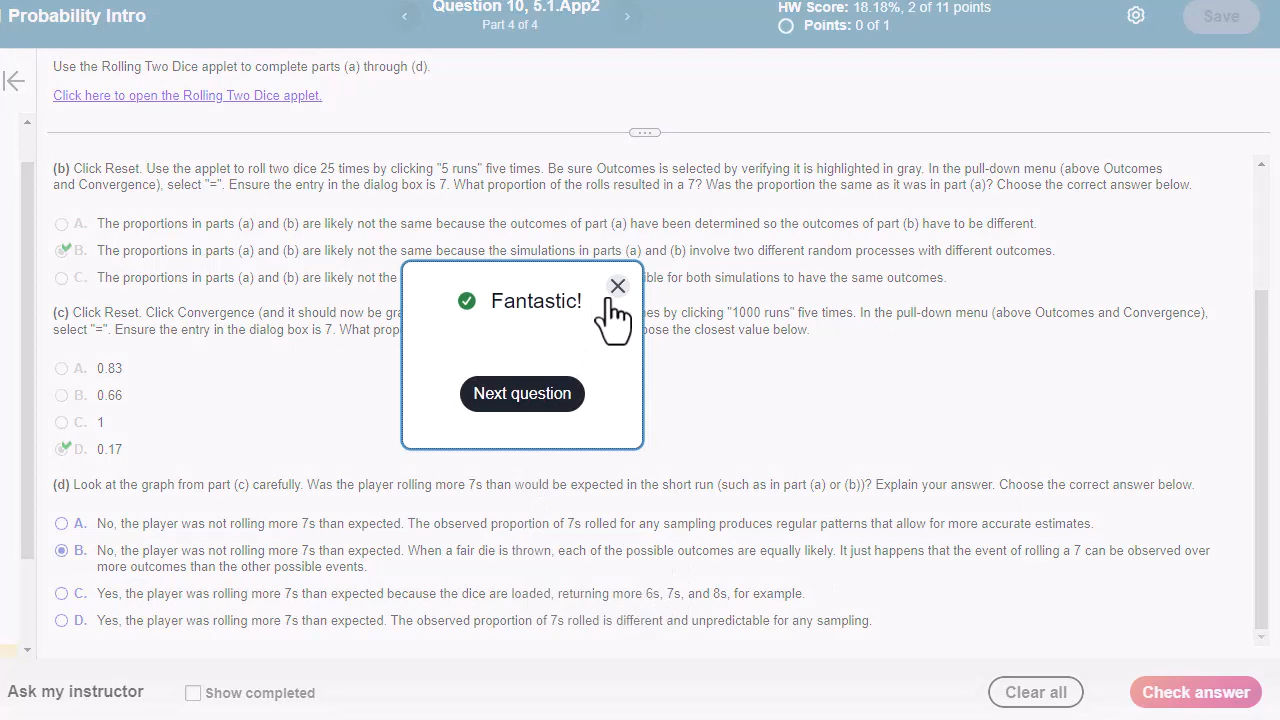 Probability Intro
Question 10, 5.1.App2
Part 4 of 4
HW Score: 18.18%, 2 of 11 points
Points: 0 of 1
Save
Use the Rolling Two Dice applet to complete parts (a) through (d).
Click here to open the Rolling Two Dice applet.
(b) Click Reset. Use the applet to roll two dice 25 times by clicking "5 runs" five times. Be sure Outcomes is selected by verifying it is highlighted in gray. In the pull-down menu (above Outcomes
and Convergence), select "=". Ensure the entry in the dialog box is 7. What proportion of the rolls resulted in a 7? Was the proportion the same as it was in part (a)? Choose the correct answer below.
A. The proportions in parts (a) and (b) are likely not the same because the outcomes of part (a) have been determined so the outcomes of part (b) have to be different.
B. The proportions in parts (a) and (b) are likely not the same because the simulations in parts (a) and (b) involve two different random processes with different outcomes.
C. The proportions in parts (a) and (b) are likely not the ible for both simulations to have the same outcomes.
(c) Click Reset. Click Convergence (and it should now be gra es by clicking "1000 runs" five times. In the pull-down menu (above Outcomes and Convergence),
select "=". Ensure the entry in the dialog box is 7. What prop oose the closest value below.
A. 0.83
B. 0.66
C. 1
D. 0.17
Fantastic!
Next question
(d) Look at the graph from part (c) carefully. Was the player rolling more 7s than would be expected in the short run (such as in part (a) or (b))? Explain your answer. Choose the correct answer below.
A. No, the player was not rolling more 7s than expected. The observed proportion of 7s rolled for any sampling produces regular patterns that allow for more accurate estimates.
B. No, the player was not rolling more 7s than expected. When a fair die is thrown, each of the possible outcomes are equally likely. It just happens that the event of rolling a 7 can be observed over
more outcomes than the other possible events.
C. Yes, the player was rolling more 7s than expected because the dice are loaded, returning more 6s, 7s, and 8s, for example.
D. Yes, the player was rolling more 7s than expected. The observed proportion of 7s rolled is different and unpredictable for any sampling.
Ask my instructor
Show completed
Clear all
Check answer